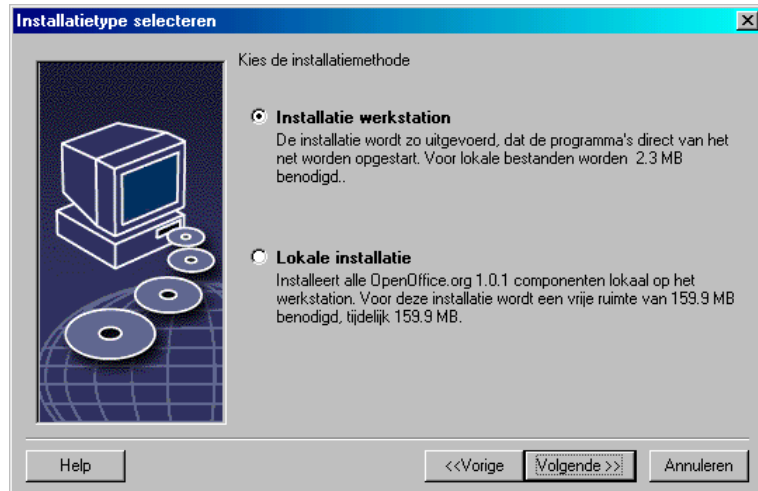 Installatietype selecteren
Kies de installatiemethode
Installatie werkstation
De installatie wordt zo uitgevoerd, dat de programma's direct van het
net worden opgestart. Voor lokale bestanden worden  2.3 MB
benodigd..
Lokale installatie
Installeert alle OpenOffice.org 1.0.1 componenten lokaal op het
werkstation. Voor deze installatie wordt een vrije ruimte van 159.9 MB
benodigd, tijdelijk 159.9 MB.
Help
<<Vorige
Volgende >>
Annuleren